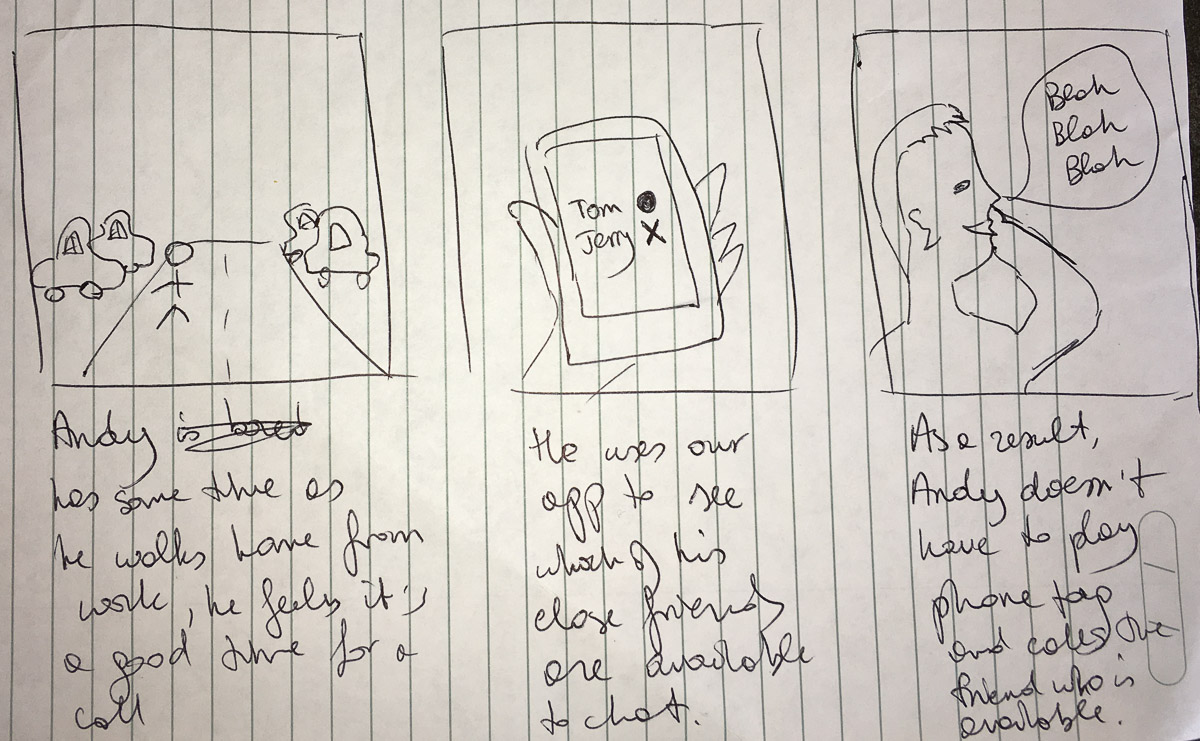 Tom
Jerry X
Blah
Blah
Blah
Andy is bored
has some time as
he walks home from
work, he feels it's
a good time for a
call
He uses our
app to see
which of his
close friends
are available
to chat.
As a result,
Andy doesn't
have to play
phone tag
and calls the
friend who is
available.